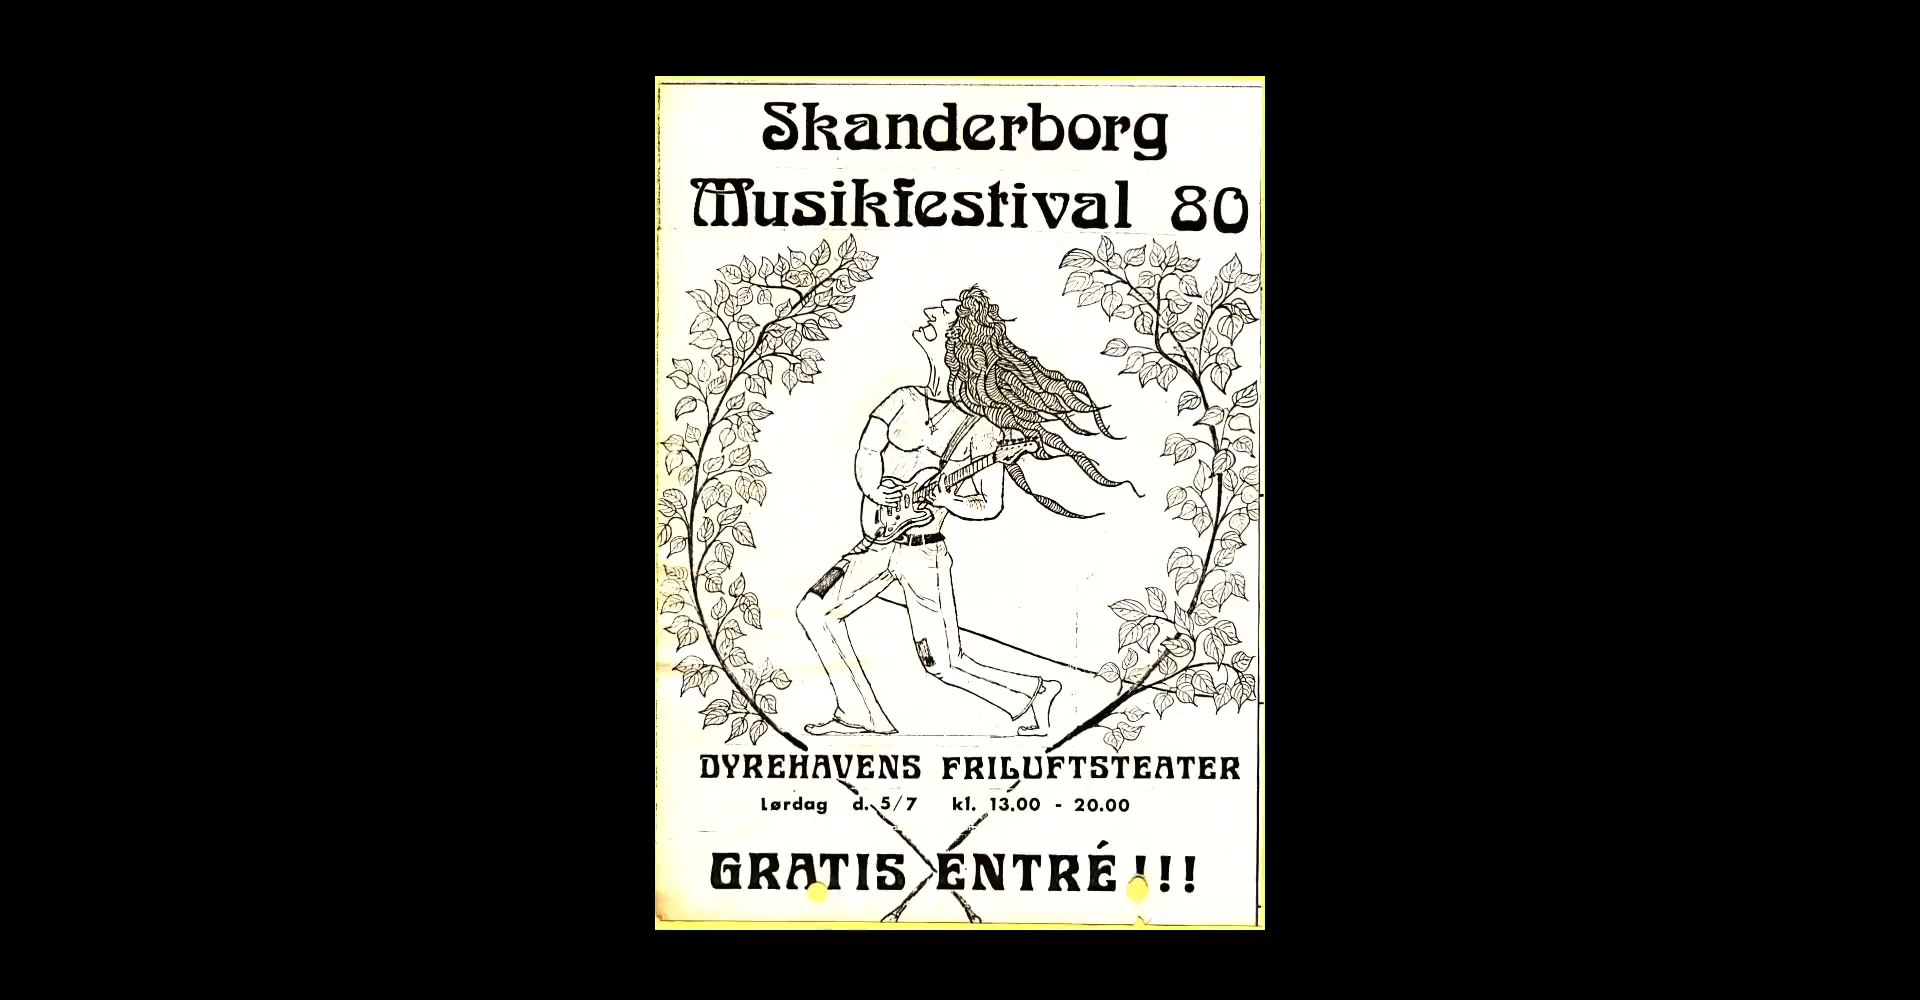 Skanderborg
Musikfestival 80
DYREHAVENS FRILUFTSTEATER
Lørdag d. 5/7 kl. 13.00 - 20.00
GRATIS ENTRÉ !!!